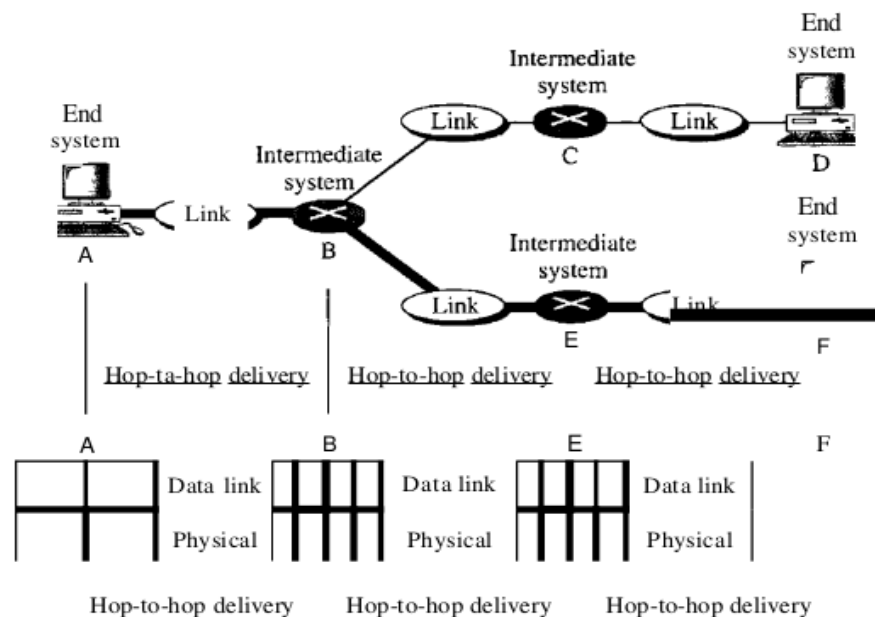 End
system
Intermediate
system
Link
Link
C
D
End
system
Intermediate
system
Link
A
B
End
system
Intermediate
system
Link
Link
E
F
Hop-ta-hop delivery
Hop-to-hop delivery
Hop-to-hop delivery
A
B
E
F
Data link
Data link
Data link
Physical
Physical
Physical
Hop-to-hop delivery
Hop-to-hop delivery
Hop-to-hop delivery